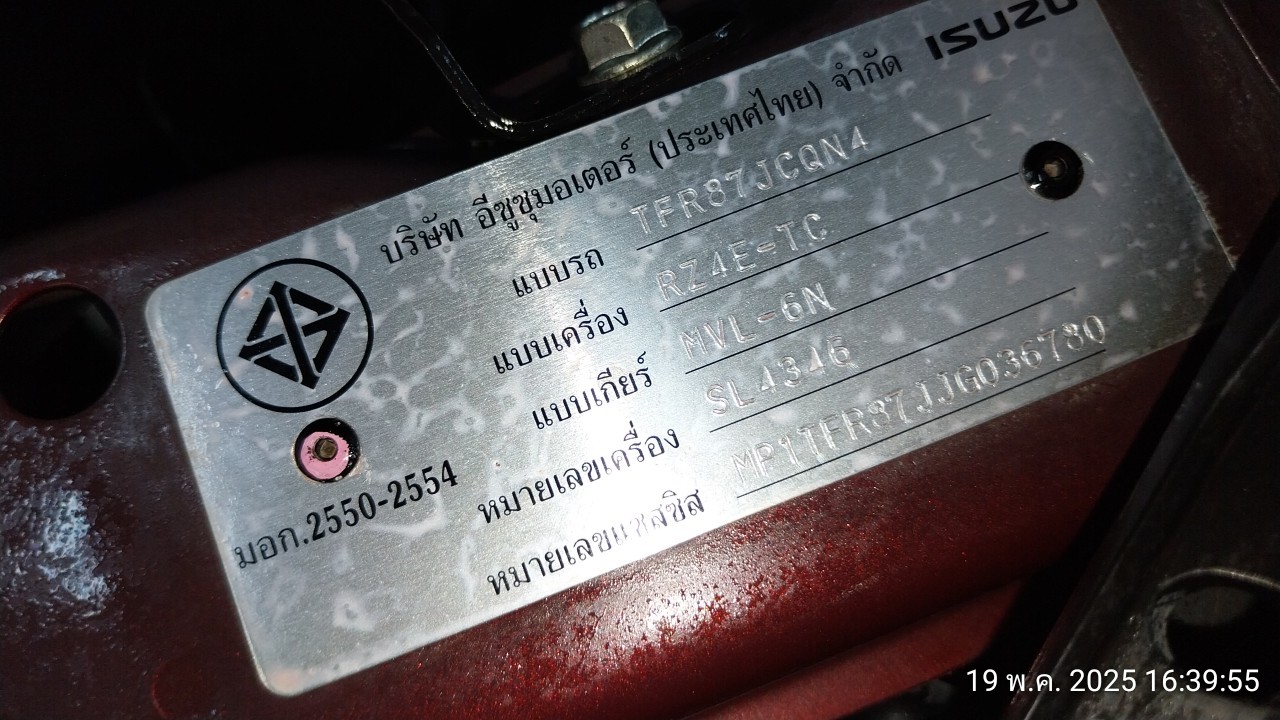 ISUZU
บริษัท อีซูซุมอเตอร์ (ประเทศไทย) จำกัด
แบบรถ TFR87JCQN4
แบบเครื่อง RZ4E-TC
แบบเกียร์ MVL-6N
หมายเลขเครื่อง SL4346
หมายเลขแชสซิส MP1TFR87JJG036780
มอก.2550-2554
19 พ.ค. 2025 16:39:55